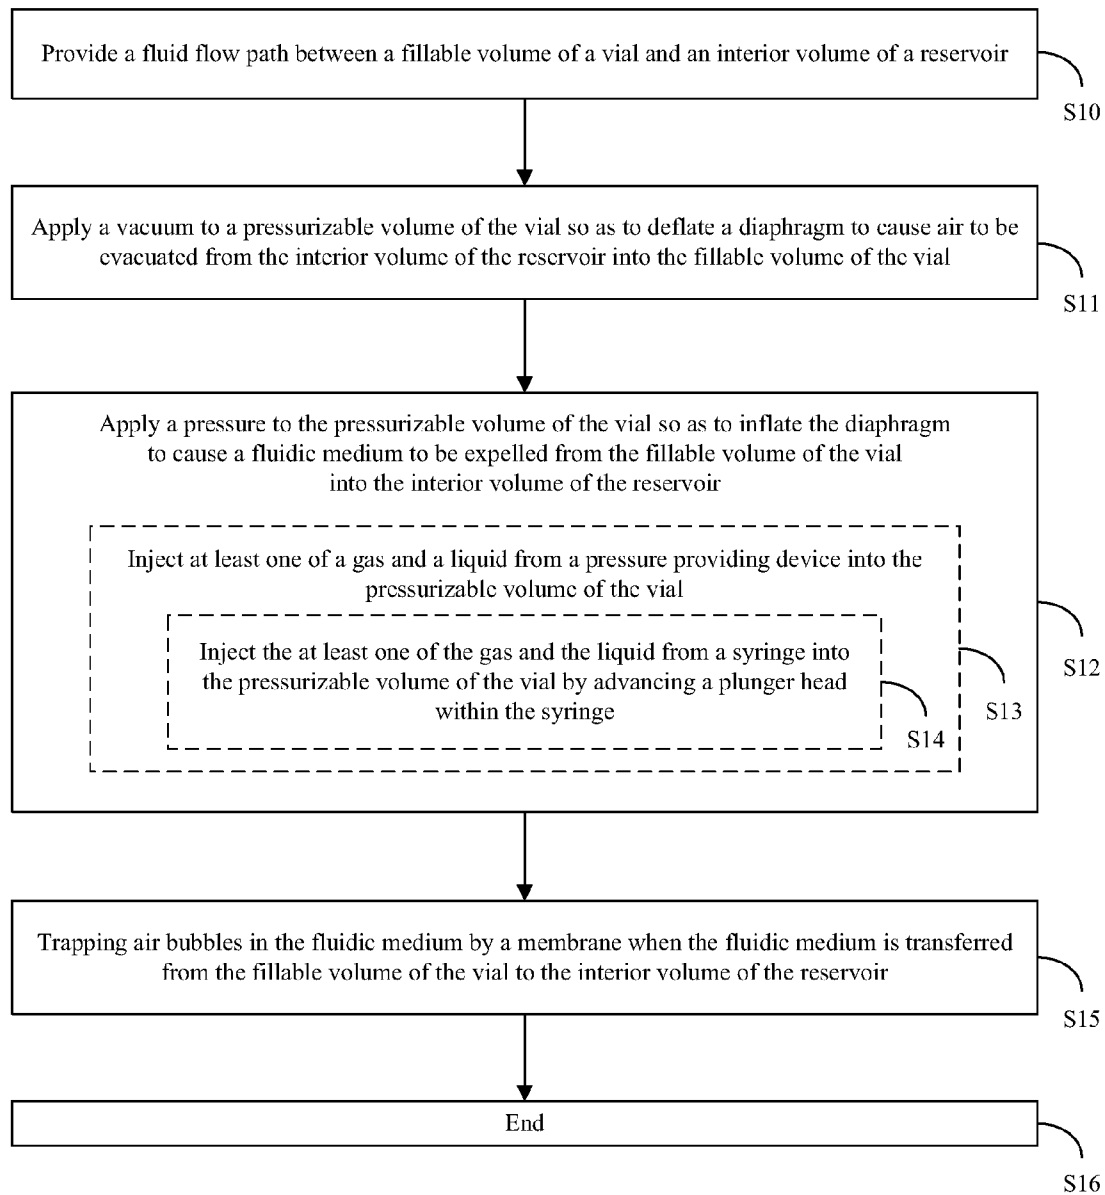 Provide a fluid flow path between a fillable volume of a vial and an interior volume of a reservoir
S10
Apply a vacuum to a pressurizable volume of the vial so as to deflate a diaphragm to cause air to be
evacuated from the interior volume of the reservoir into the fillable volume of the vial
S11
Apply a pressure to the pressurizable volume of the vial so as to inflate the diaphragm
to cause a fluidic medium to be expelled from the fillable volume of the vial
into the interior volume of the reservoir
Inject at least one of a gas and a liquid from a pressure providing device into the
pressurizable volume of the vial
Inject the at least one of the gas and the liquid from a syringe into
the pressurizable volume of the vial by advancing a plunger head
within the syringe
S12
S13
S14
Trapping air bubbles in the fluidic medium by a membrane when the fluidic medium is transferred
from the fillable volume of the vial to the interior volume of the reservoir
S15
End
S16